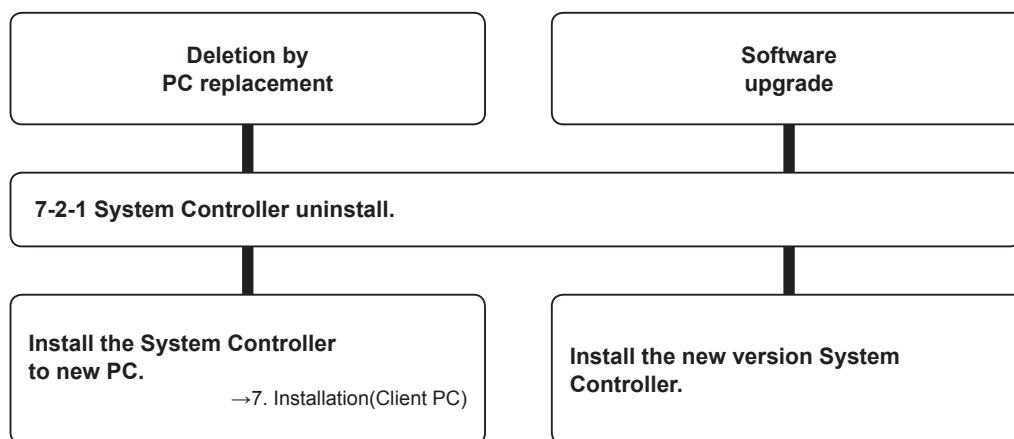 Deletion by
PC replacement
Software
upgrade
7-2-1 System Controller uninstall.
Install the System Controller
to new PC.
→7. Installation(Client PC)
Install the new version System
Controller.